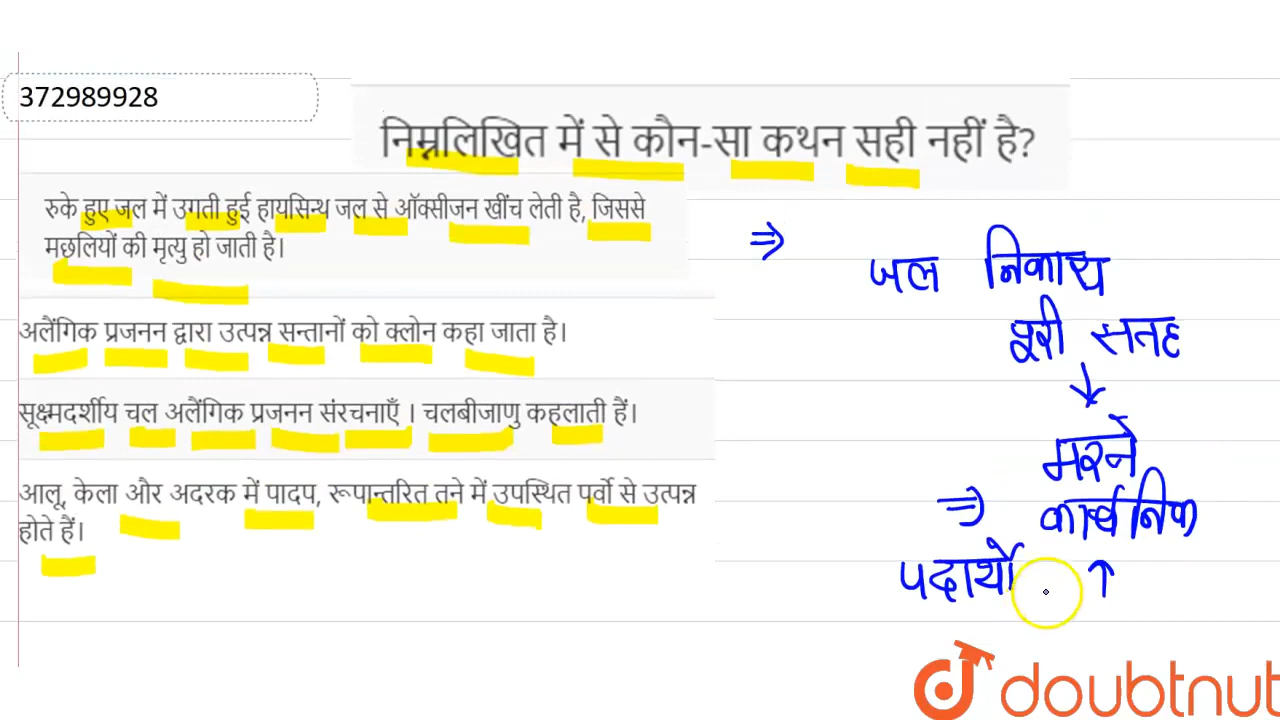 372989928
निम्नलिखित में से कौन-सा कथन सही नहीं है?
रुके हुए जल में उगती हुई हायसिन्थ जल से ऑक्सीजन खींच लेती है, जिससे
मछलियों की मृत्यु हो जाती है।
अलैंगिक प्रजनन द्वारा उत्पन्न सन्तानों को क्लोन कहा जाता है।
सूक्ष्मदर्शीय चल अलैंगिक प्रजनन संरचनाएँ । चलबीजाणु कहलाती हैं।
आलू, केला और अदरक में पादप, रूपान्तरित तने में उपस्थित पर्वो से उत्पन्न
होते हैं।
⇒
जल निकाय
पूरी सतह
↓
मरने
⇒ कार्बनिक
पदार्थो ↑
doubtnut